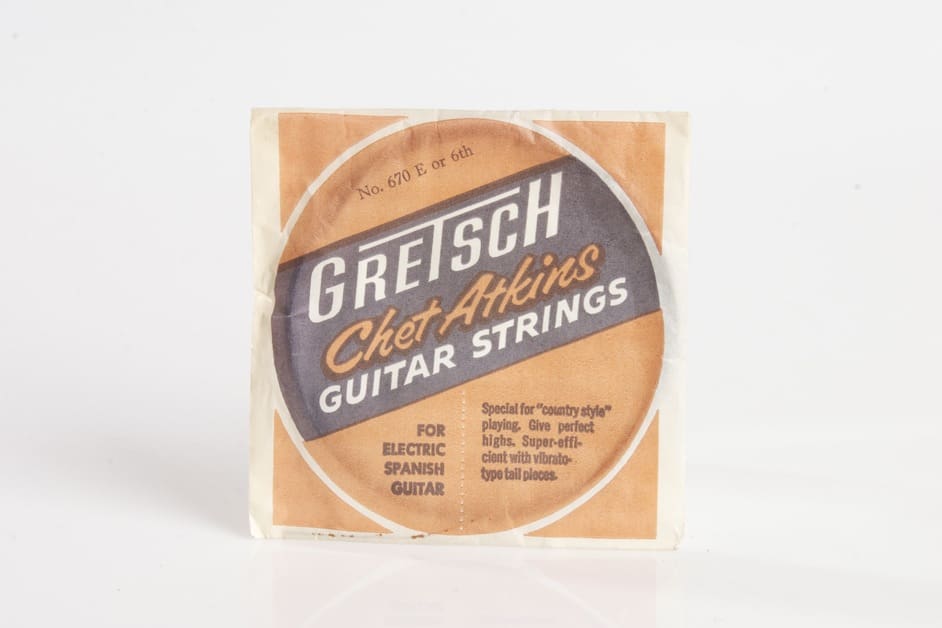 No. 670 E or 6th
GRETSCH
Chet Atkins
GUITAR STRINGS
FOR
ELECTRIC
SPANISH
GUITAR
Special for "country style"
playing. Give perfect
highs. Super-effi-
cient with vibrato-
type tail pieces.